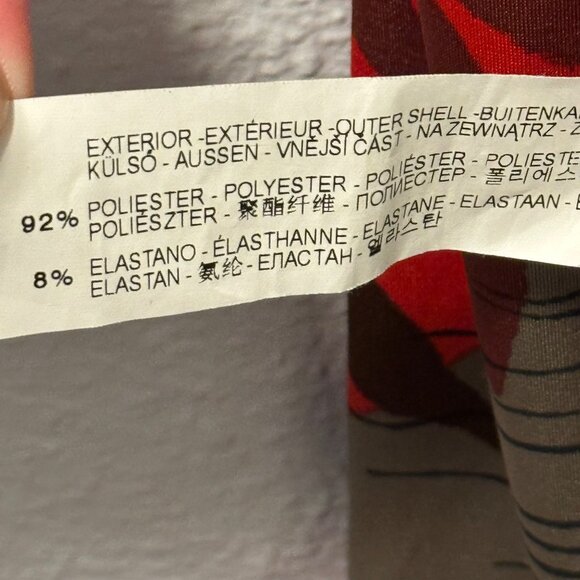 EXTERIOR - EXTÉRIEUR - OUTER SHELL - BUITENKA
KÜLSŐ - AUSSEN - VNĚJŠÍ ČÁST - NA ZEWNĄTRZ -
92% POLIÉSTER - POLYESTER - POLIÉSTER - POLIESTE
POLIÉSZTER - 聚酯纤维 - ПОЛИЕСТЕР - 폴리에스
8% ELASTANO - ÉLASTHANNE - ELASTANE - ELASTAAN -
ELASTAN - 氨纶 - ЕЛАСТАН - 엘라스탄